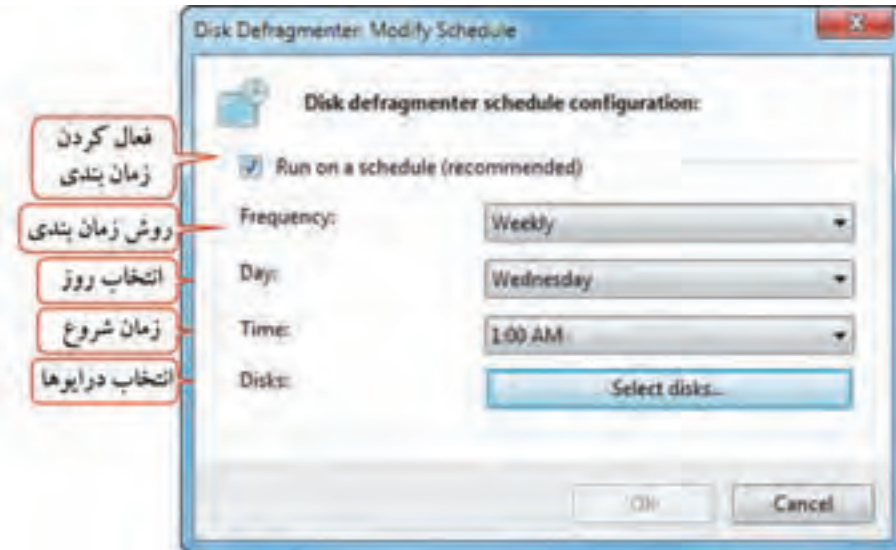 Disk Defragmenter: Modify Schedule
Disk defragmenter schedule configuration:
فعال کردن
زمان بندی
Run on a schedule (recommended)
روش زمان بندی
Frequency:
Weekly
انتخاب روز
Day:
Wednesday
زمان شروع
Time:
1:00 AM
انتخاب درایوها
Disks:
Select disks...
OK
Cancel